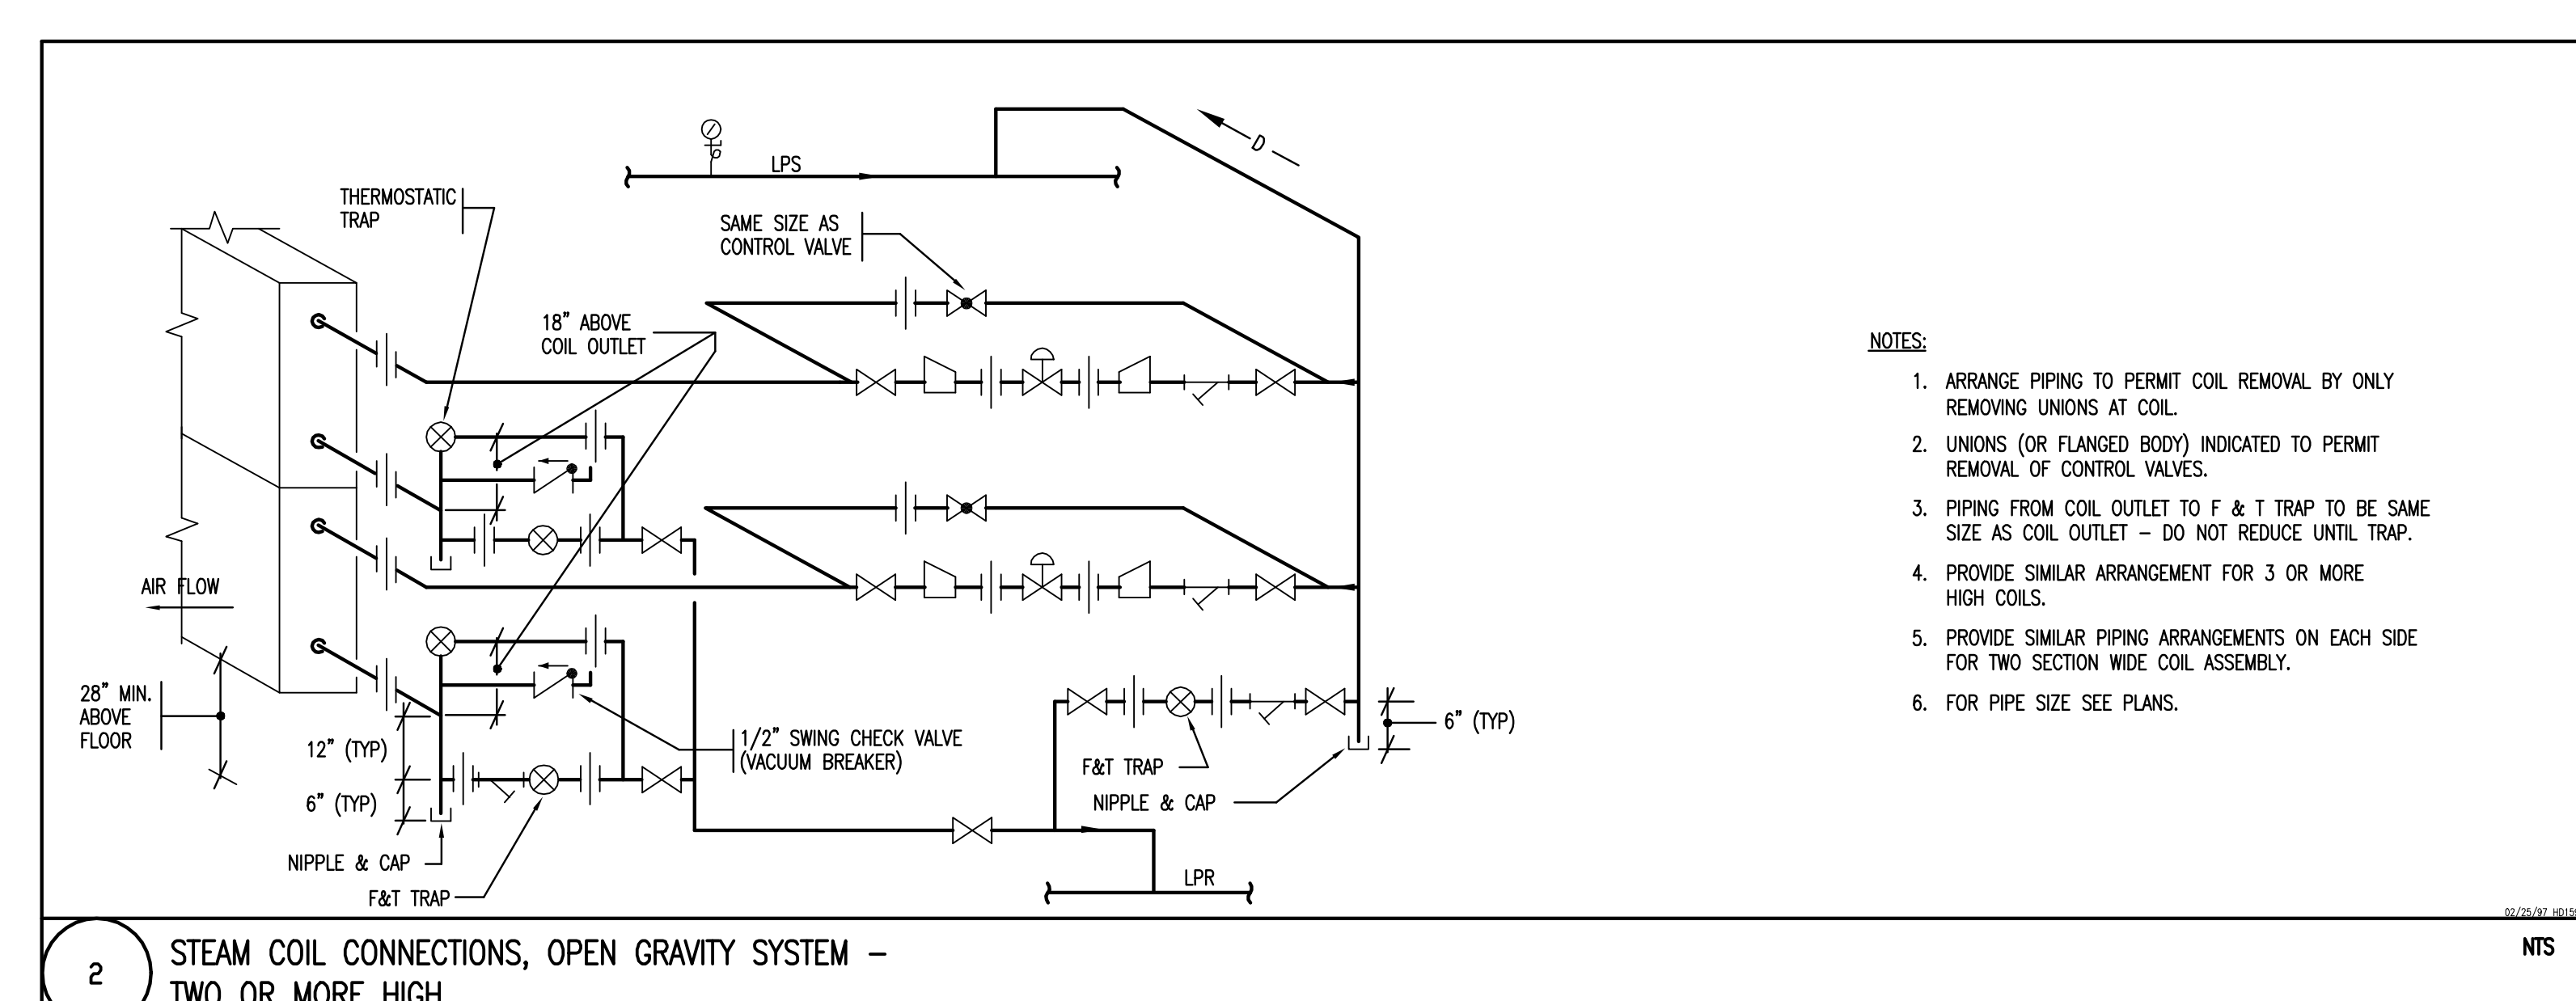 D
LPS
THERMOSTATIC
TRAP
SAME SIZE AS
CONTROL VALVE
18" ABOVE
COIL OUTLET
AIR FLOW
28" MIN.
ABOVE
FLOOR
12" (TYP)
6" (TYP)
1/2" SWING CHECK VALVE
(VACUUM BREAKER)
F&T TRAP
NIPPLE & CAP
6" (TYP)
NIPPLE & CAP
F&T TRAP
LPR
NOTES:
1. ARRANGE PIPING TO PERMIT COIL REMOVAL BY ONLY
REMOVING UNIONS AT COIL.
2. UNIONS (OR FLANGED BODY) INDICATED TO PERMIT
REMOVAL OF CONTROL VALVES.
3. PIPING FROM COIL OUTLET TO F & T TRAP TO BE SAME
SIZE AS COIL OUTLET – DO NOT REDUCE UNTIL TRAP.
4. PROVIDE SIMILAR ARRANGEMENT FOR 3 OR MORE
HIGH COILS.
5. PROVIDE SIMILAR PIPING ARRANGEMENTS ON EACH SIDE
FOR TWO SECTION WIDE COIL ASSEMBLY.
6. FOR PIPE SIZE SEE PLANS.
02/25/97
2
STEAM COIL CONNECTIONS, OPEN GRAVITY SYSTEM –
TWO OR MORE HIGH
NTS